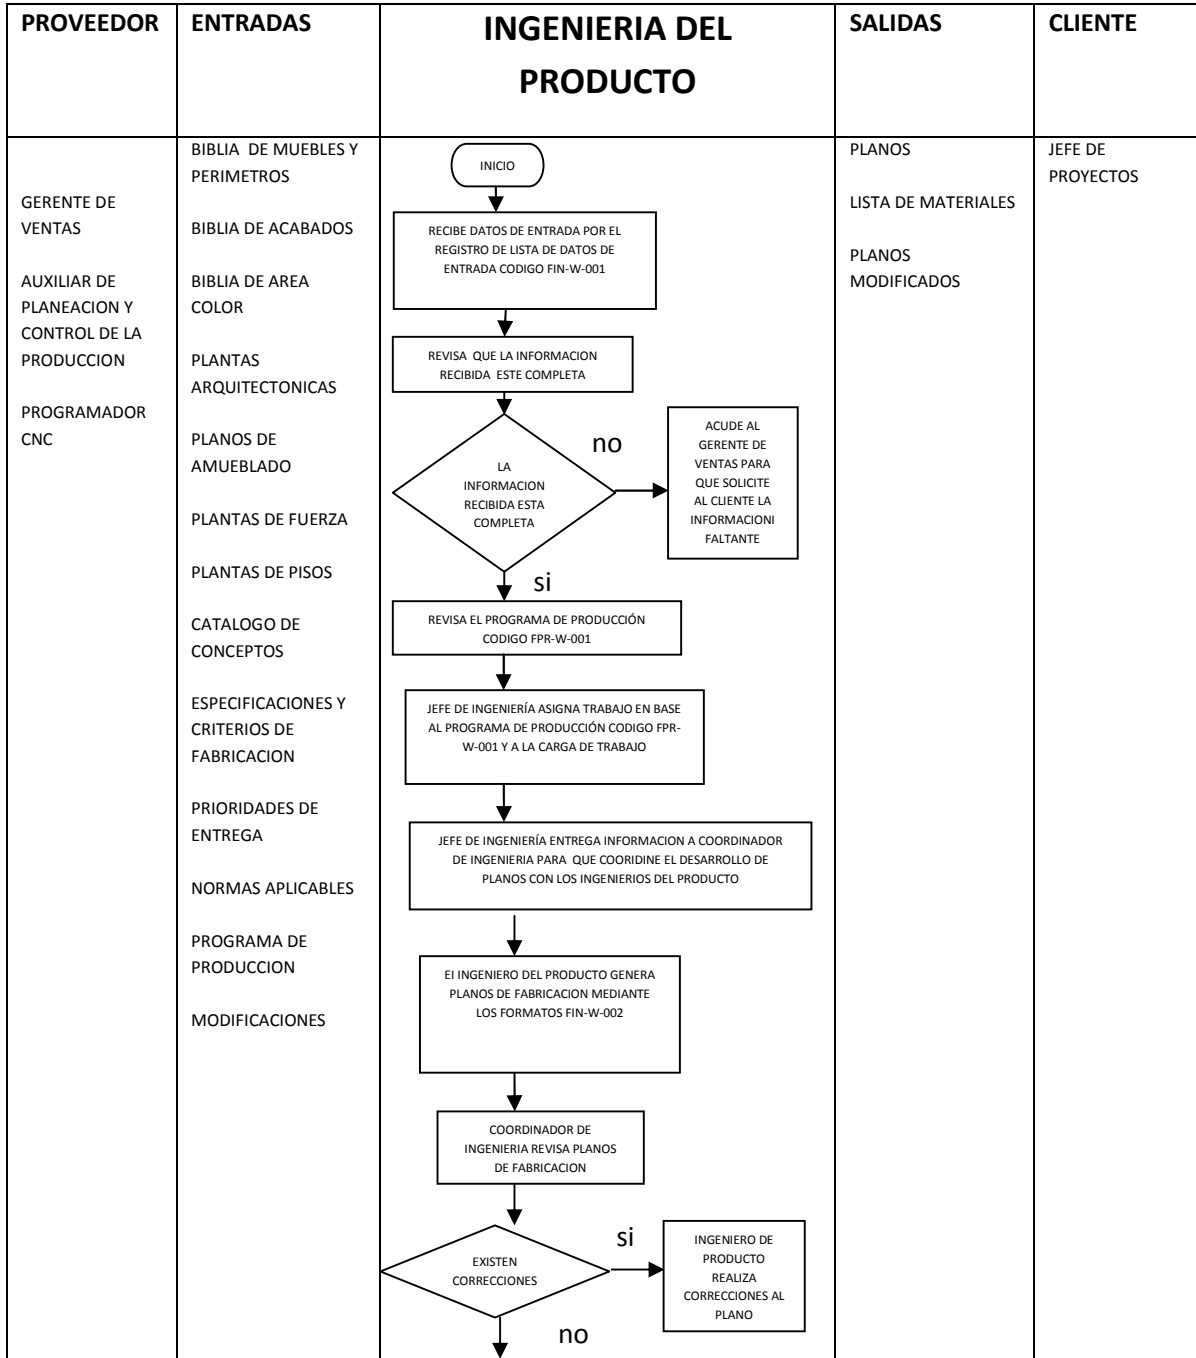 PROVEEDOR
ENTRADAS
INGENIERIA DEL
PRODUCTO
SALIDAS
CLIENTE
GERENTE DE
VENTAS
AUXILIAR DE
PLANEACION Y
CONTROL DE LA
PRODUCCION
PROGRAMADOR
CNC
BIBLIA DE MUEBLES Y
PERIMETROS
BIBLIA DE ACABADOS
BIBLIA DE AREA
COLOR
PLANTAS
ARQUITECTONICAS
PLANOS DE
AMUEBLADO
PLANTAS DE FUERZA
PLANTAS DE PISOS
CATALOGO DE
CONCEPTOS
ESPECIFICACIONES Y
CRITERIOS DE
FABRICACION
PRIORIDADES DE
ENTREGA
NORMAS APLICABLES
PROGRAMA DE
PRODUCCION
MODIFICACIONES
INICIO
RECIBE DATOS DE ENTRADA POR EL
REGISTRO DE LISTA DE DATOS DE
ENTRADA CODIGO FIN-W-001
REVISA QUE LA INFORMACION
RECIBIDA ESTE COMPLETA
LA
INFORMACION
RECIBIDA ESTA
COMPLETA
no
ACUDE AL
GERENTE DE
VENTAS PARA
QUE SOLICITE
AL CLIENTE LA
INFORMACIONI
FALTANTE
si
REVISA EL PROGRAMA DE PRODUCCIÓN
CODIGO FPR-W-001
JEFE DE INGENIERÍA ASIGNA TRABAJO EN BASE
AL PROGRAMA DE PRODUCCIÓN CODIGO FPR-
W-001 Y A LA CARGA DE TRABAJO
JEFE DE INGENIERÍA ENTREGA INFORMACION A COORDINADOR
DE INGENIERIA PARA QUE COORIDINE EL DESARROLLO DE
PLANOS CON LOS INGENIERIOS DEL PRODUCTO
El INGENIERO DEL PRODUCTO GENERA
PLANOS DE FABRICACION MEDIANTE
LOS FORMATOS FIN-W-002
COORDINADOR DE
INGENIERIA REVISA PLANOS
DE FABRICACION
EXISTEN
CORRECCIONES
si
INGENIERO DE
PRODUCTO
REALIZA
CORRECCIONES AL
PLANO
no
PLANOS
LISTA DE MATERIALES
PLANOS
MODIFICADOS
JEFE DE
PROYECTOS